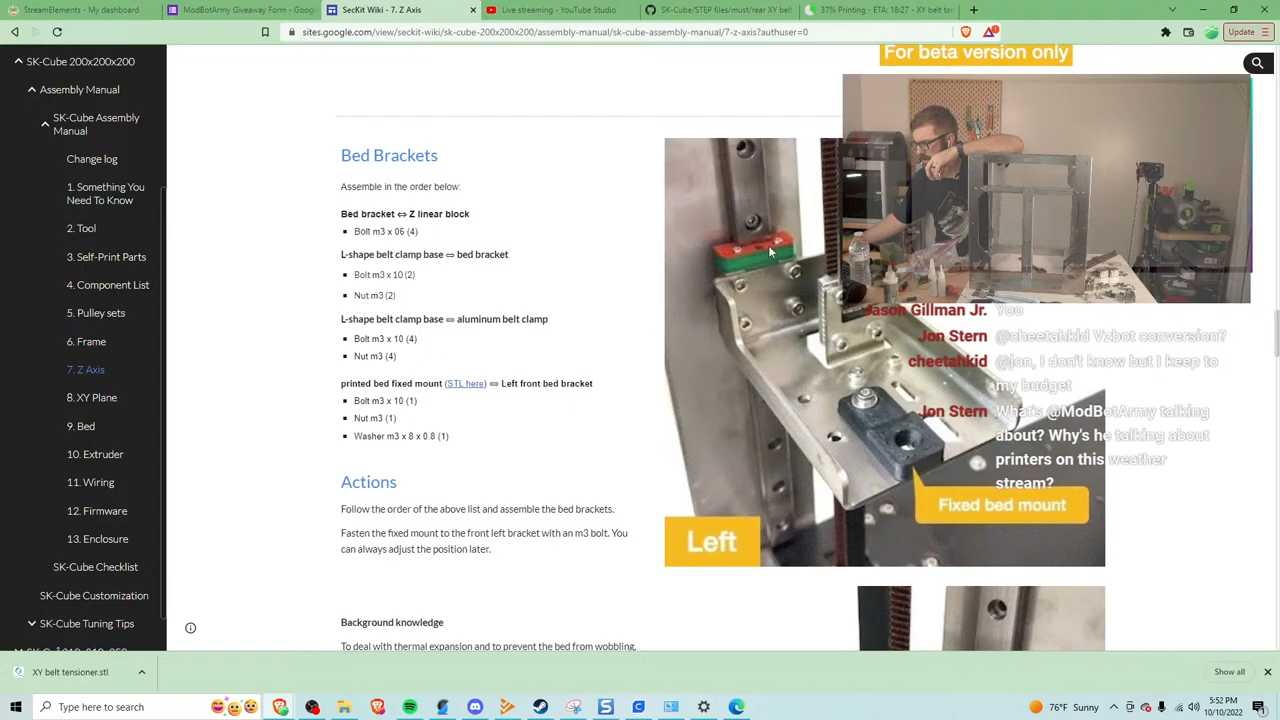 StreamElements - My dashboard
ModBotArmy Giveaway Form - Goog
SecKit Wiki - 7. Z Axis
Live streaming - YouTube Studio
SK-Cube/STEP files/must/rear XY belt
37% Printing - ETA: 18:27 - XY belt ten
sites.google.com/view/seckit-wiki/sk-cube-200x200x200/assembly-manual/sk-cube-assembly-manual/7-z-axis?authuser=0
Update
For beta version only
SK-Cube 200x200x200
Assembly Manual
SK-Cube Assembly
Manual
Change log
1. Something You
Need To Know
2. Tool
3. Self-Print Parts
4. Component List
5. Pulley sets
6. Frame
7. Z Axis
8. XY Plane
9. Bed
10. Extruder
11. Wiring
12. Firmware
13. Enclosure
Package checklist
SK-Cube Tuning Tips
Bed Brackets
Assemble in the order below:
Bed bracket ⇔ Z linear block
▪ Bolt m3 x 06 (4)
L-shape belt clamp base ⇔ bed bracket
▪ Bolt m3 x 10 (2)
▪ Nut m3 (2)
L-shape belt clamp base ⇔ aluminum belt clamp
▪ Bolt m3 x 10 (4)
▪ Nut m3 (4)
printed bed fixed mount (STL here) ⇔ Left front bed bracket
▪ Bolt m3 x 10 (1)
▪ Nut m3 (1)
▪ Washer m3 x 8 x 0.8 (1)
Actions
Follow the order of the above list and assemble the bed brackets.
Fasten the fixed mount to the front left bracket with an m3 bolt. You
can always adjust the position later.
Background knowledge
To deal with thermal expansion and to prevent the bed from wobbling,
Left
Fixed bed mount
Jason Gillman Jr. Yoo
Jon Stern @cheetahkid Vzbot conversion?
cheetahkid @jon, I don't know but I keep to
my budget
Jon Stern What's @ModBotArmy talking
about? Why's he talking about
printers on this weather
stream?
XY belt tensioner.stl
Show all
Type here to search
76°F Sunny
5:52 PM
10/10/2022